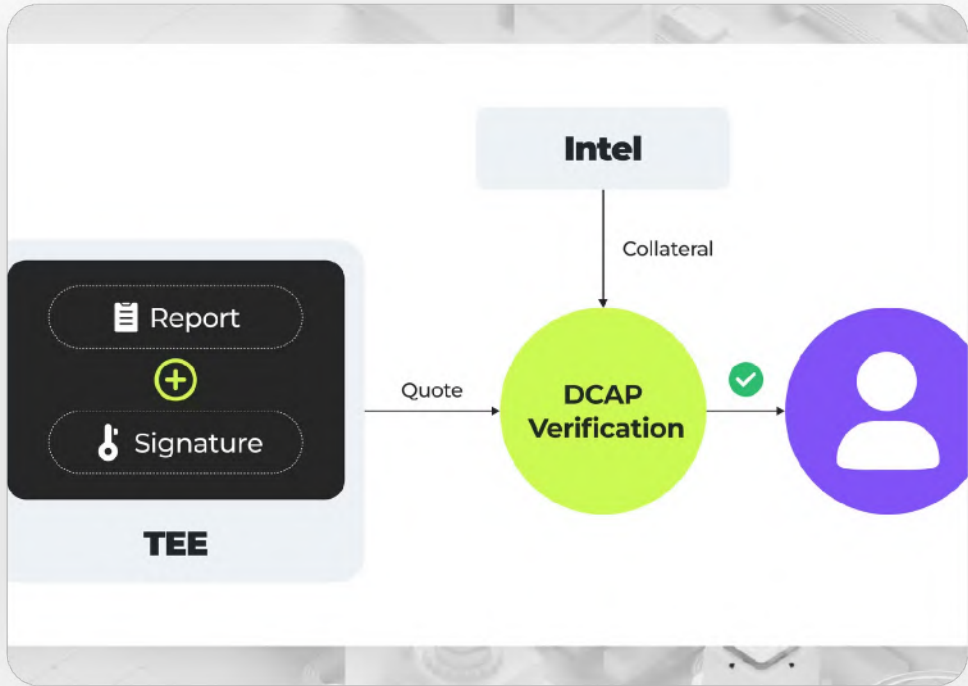 Intel
Collateral
Report
Signature
TEE
Quote
DCAP
Verification